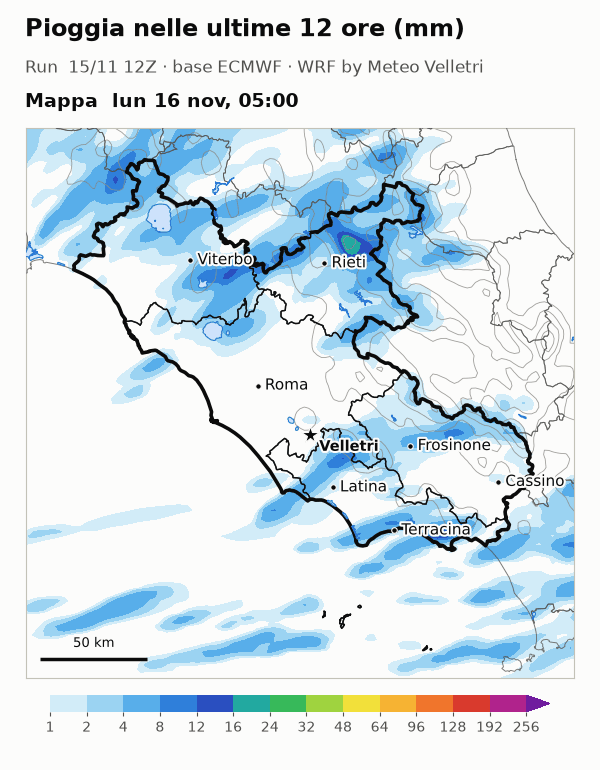 Pioggia nelle ultime 12 ore (mm)
Run  15/11 12Z · base ECMWF · WRF by Meteo Velletri
Mappa  lun 16 nov, 05:00
Viterbo
Rieti
Roma
Velletri
Frosinone
Cassino
Latina
Terracina
50 km
1 2 4 8 12 16 24 32 48 64 96 128 192 256